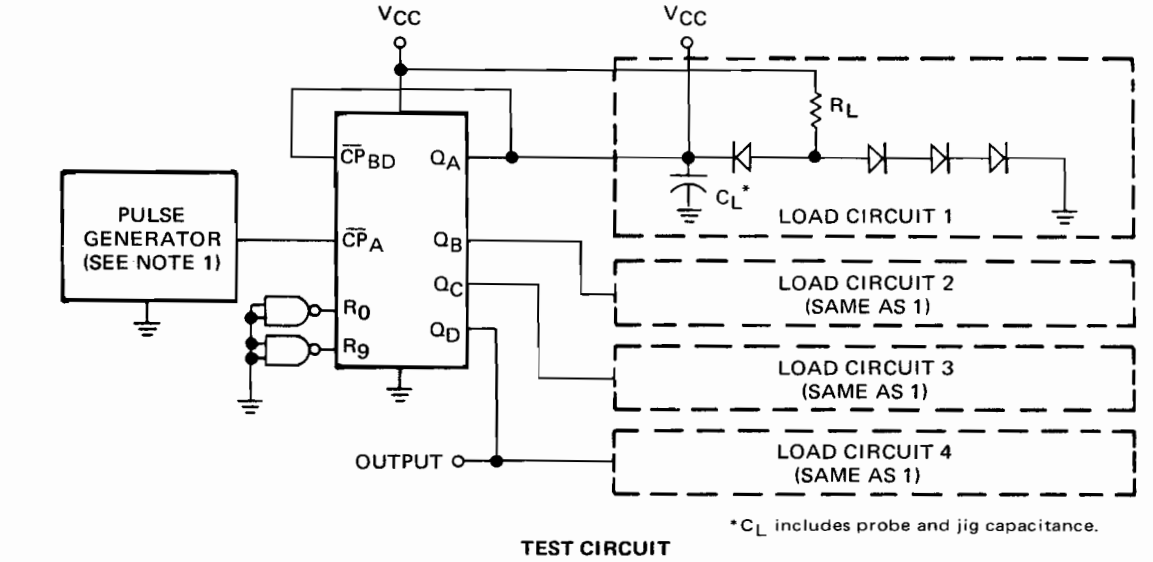 VCC
VCC
RL
CPBD
QA
CL*
LOAD CIRCUIT 1
PULSE
GENERATOR
(SEE NOTE 1)
CPA
QB
QC
LOAD CIRCUIT 2
(SAME AS 1)
R0
QD
R9
LOAD CIRCUIT 3
(SAME AS 1)
OUTPUT
LOAD CIRCUIT 4
(SAME AS 1)
*CL includes probe and jig capacitance.
TEST CIRCUIT